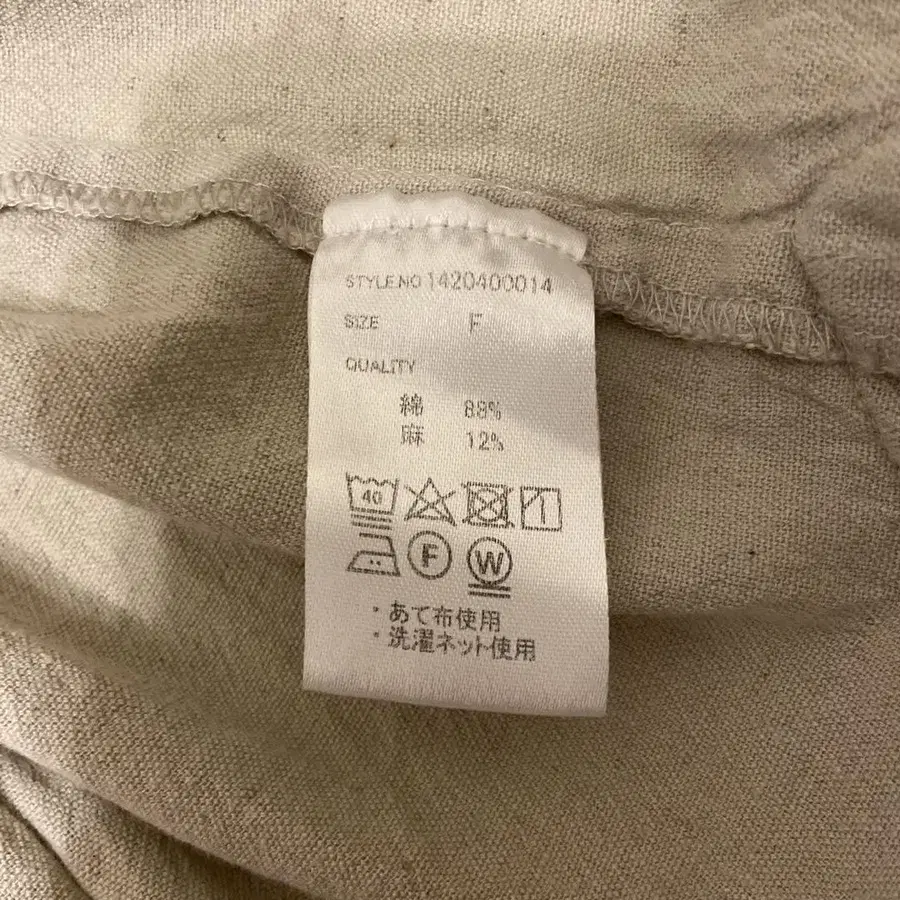 STYLE.NO 1420400014
SIZE F
QUALITY
綿 88%
麻 12%
40
F W
・あて布使用
・洗濯ネット使用